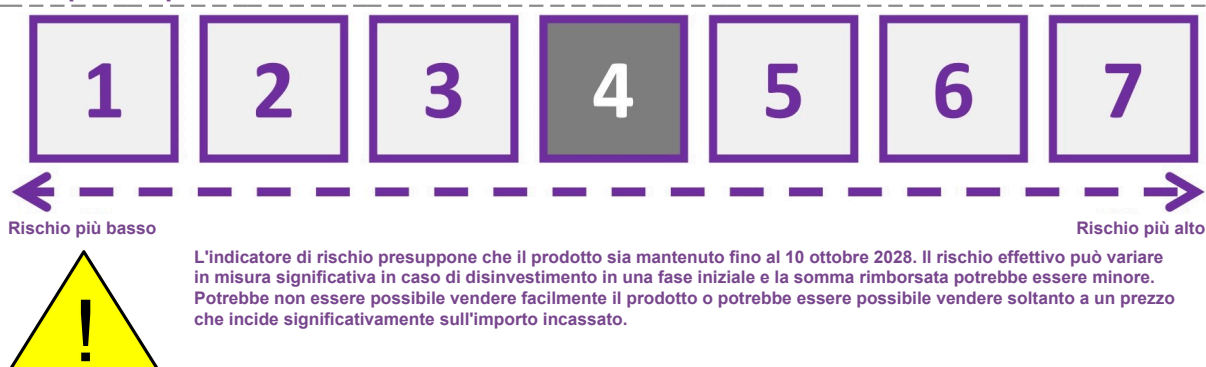 1 2 3 4 5 6 7
Rischio più basso Rischio più alto
L'indicatore di rischio presuppone che il prodotto sia mantenuto fino al 10 ottobre 2028. Il rischio effettivo può variare
in misura significativa in caso di disinvestimento in una fase iniziale e la somma rimborsata potrebbe essere minore.
Potrebbe non essere possibile vendere facilmente il prodotto o potrebbe essere possibile vendere soltanto a un prezzo
che incide significativamente sull'importo incassato.
!